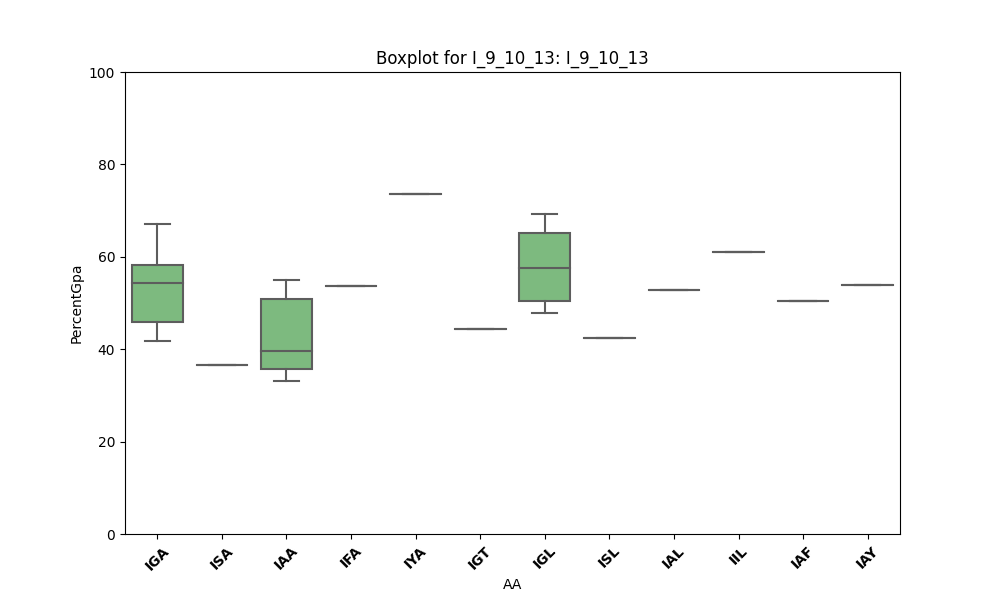 Boxplot for I_9_10_13: I_9_10_13
100
80
60
40
20
0
PercentGpa
IGA
ISA
IAA
IFA
IYA
IGT
IGL
ISL
IAL
IIL
IAF
IAY
AA